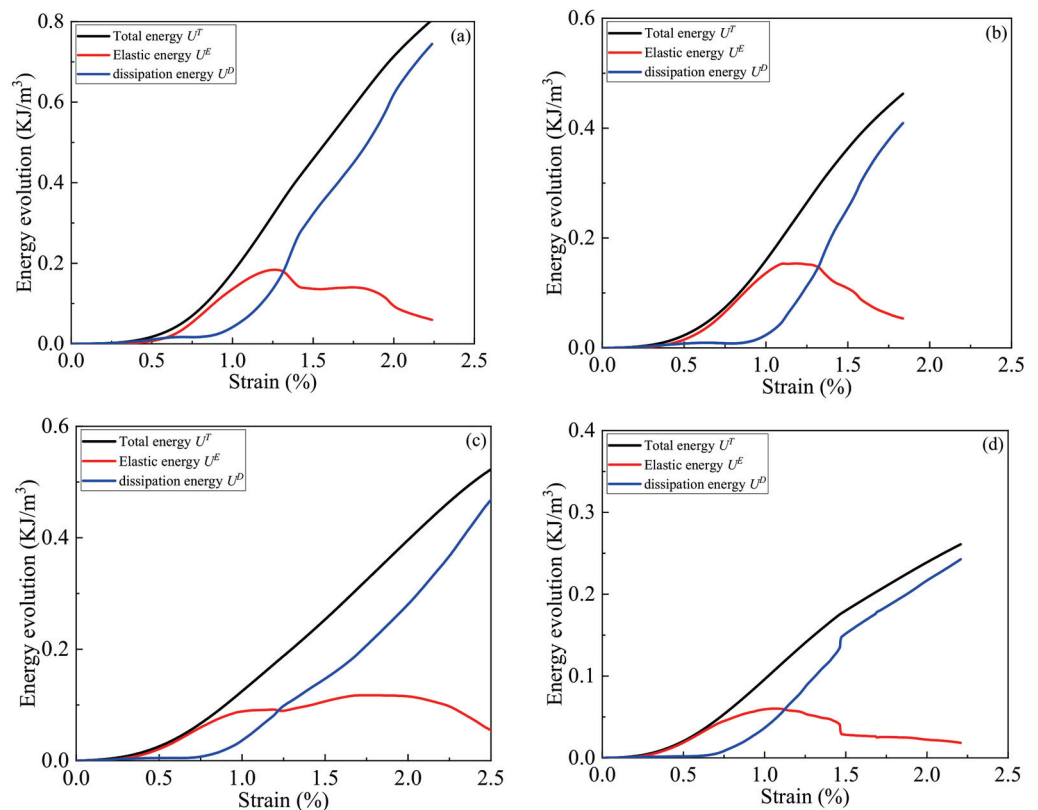 (a)
Total energy U^T
Elastic energy U^E
dissipation energy U^D
Energy evolution (KJ/m³)
0.8
0.6
0.4
0.2
0.0
0.0 0.5 1.0 1.5 2.0 2.5
Strain (%)
(b)
Total energy U^T
Elastic energy U^E
dissipation energy U^D
Energy evolution (KJ/m³)
0.6
0.4
0.2
0.0
0.0 0.5 1.0 1.5 2.0 2.5
Strain (%)
(c)
Total energy U^T
Elastic energy U^E
dissipation energy U^D
Energy evolution (KJ/m³)
0.6
0.4
0.2
0.0
0.0 0.5 1.0 1.5 2.0 2.5
Strain (%)
(d)
Total energy U^T
Elastic energy U^E
dissipation energy U^D
Energy evolution (KJ/m³)
0.4
0.3
0.2
0.1
0.0
0.0 0.5 1.0 1.5 2.0 2.5
Strain (%)